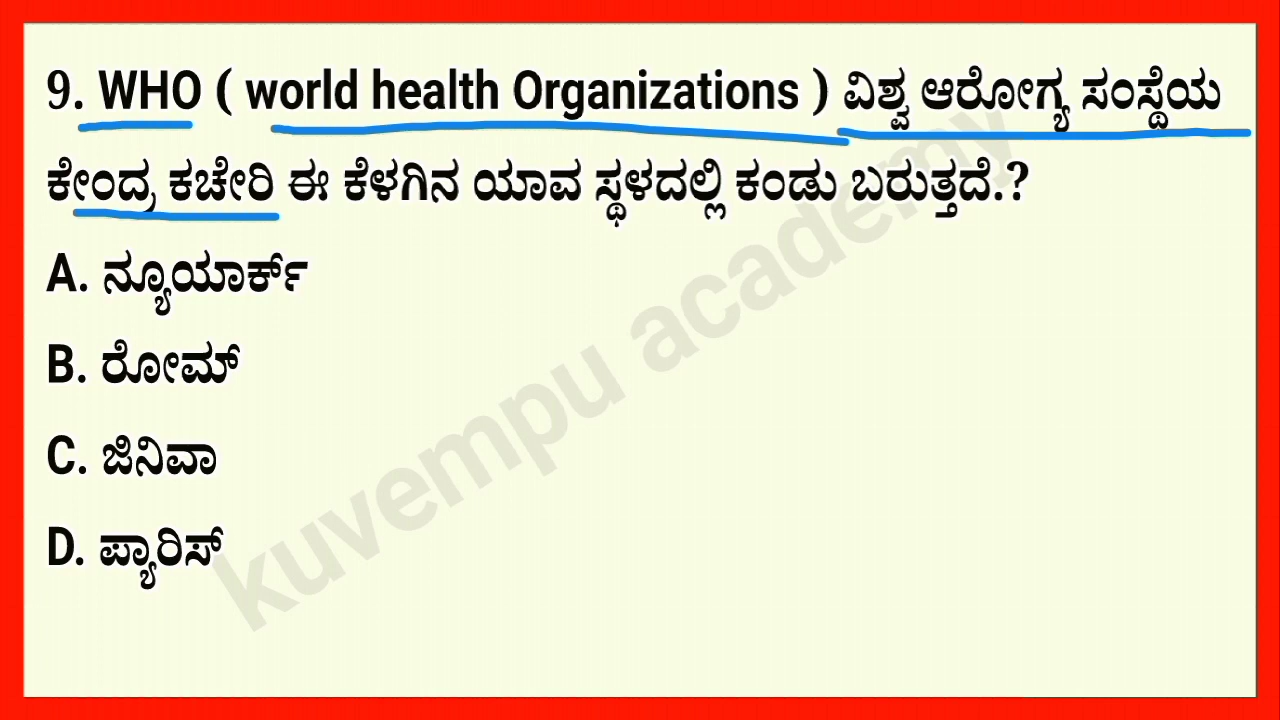 9. WHO ( world health Organizations ) ವಿಶ್ವ ಆರೋಗ್ಯ ಸಂಸ್ಥೆಯ
ಕೇಂದ್ರ ಕಚೇರಿ ಈ ಕೆಳಗಿನ ಯಾವ ಸ್ಥಳದಲ್ಲಿ ಕಂಡು ಬರುತ್ತದೆ.?
A. ನ್ಯೂಯಾರ್ಕ್
B. ರೋಮ್
C. ಜಿನಿವಾ
D. ಪ್ಯಾರಿಸ್
kuvempu academy